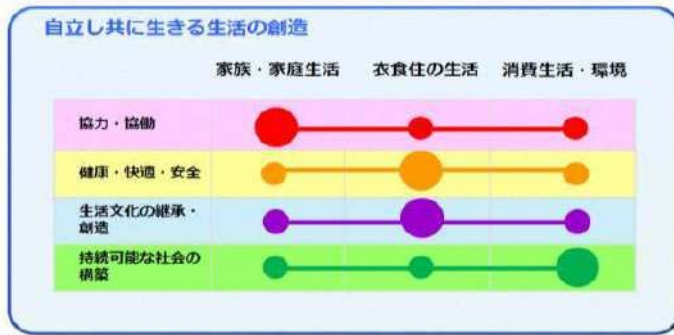 自立し共に生きる生活の創造
家族・家庭生活 衣食住の生活 消費生活・環境
協力・協働
健康・快適・安全
生活文化の継承・
創造
持続可能な社会の
構築